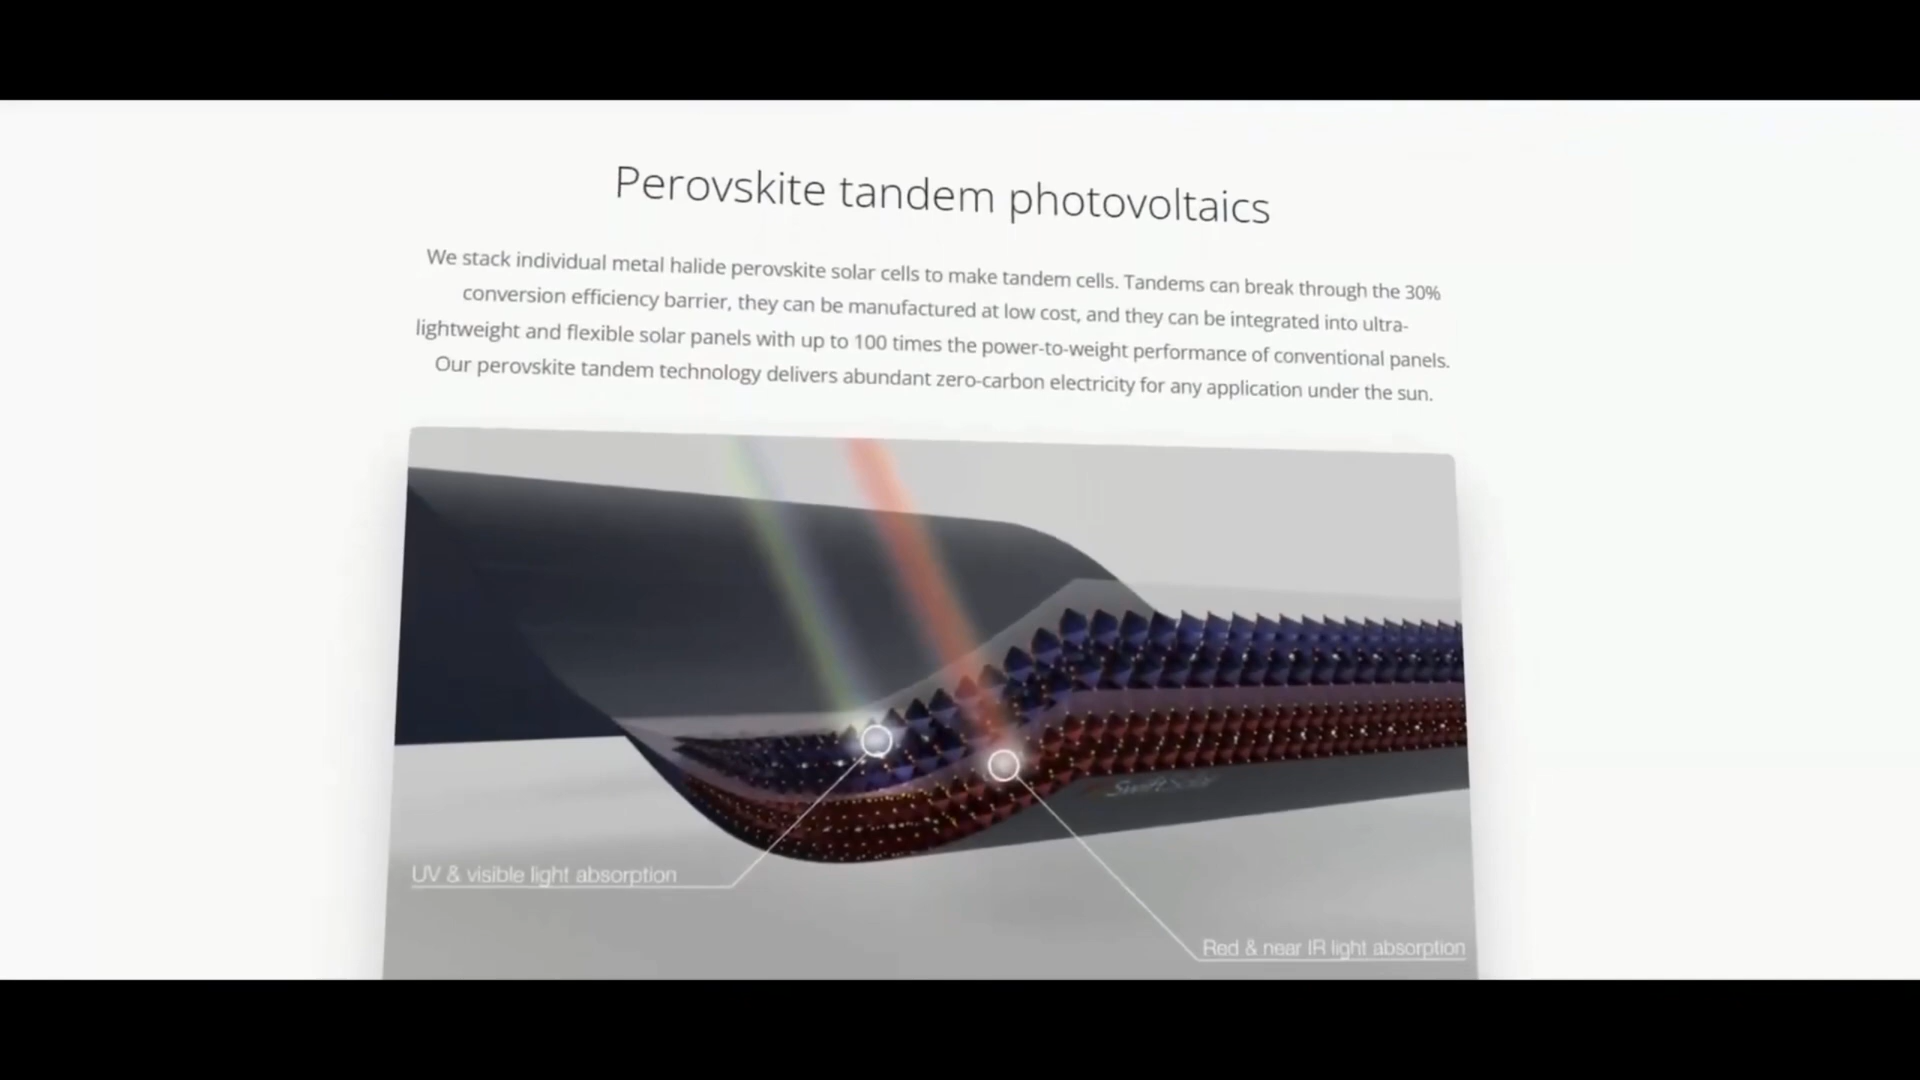 Perovskite tandem photovoltaics
We stack individual metal halide perovskite solar cells to make tandem cells. Tandems can break through the 30%
conversion efficiency barrier, they can be manufactured at low cost, and they can be integrated into ultra-
lightweight and flexible solar panels with up to 100 times the power-to-weight performance of conventional panels.
Our perovskite tandem technology delivers abundant zero-carbon electricity for any application under the sun.
SwiftSolar
UV & visible light absorption
Red & near IR light absorption